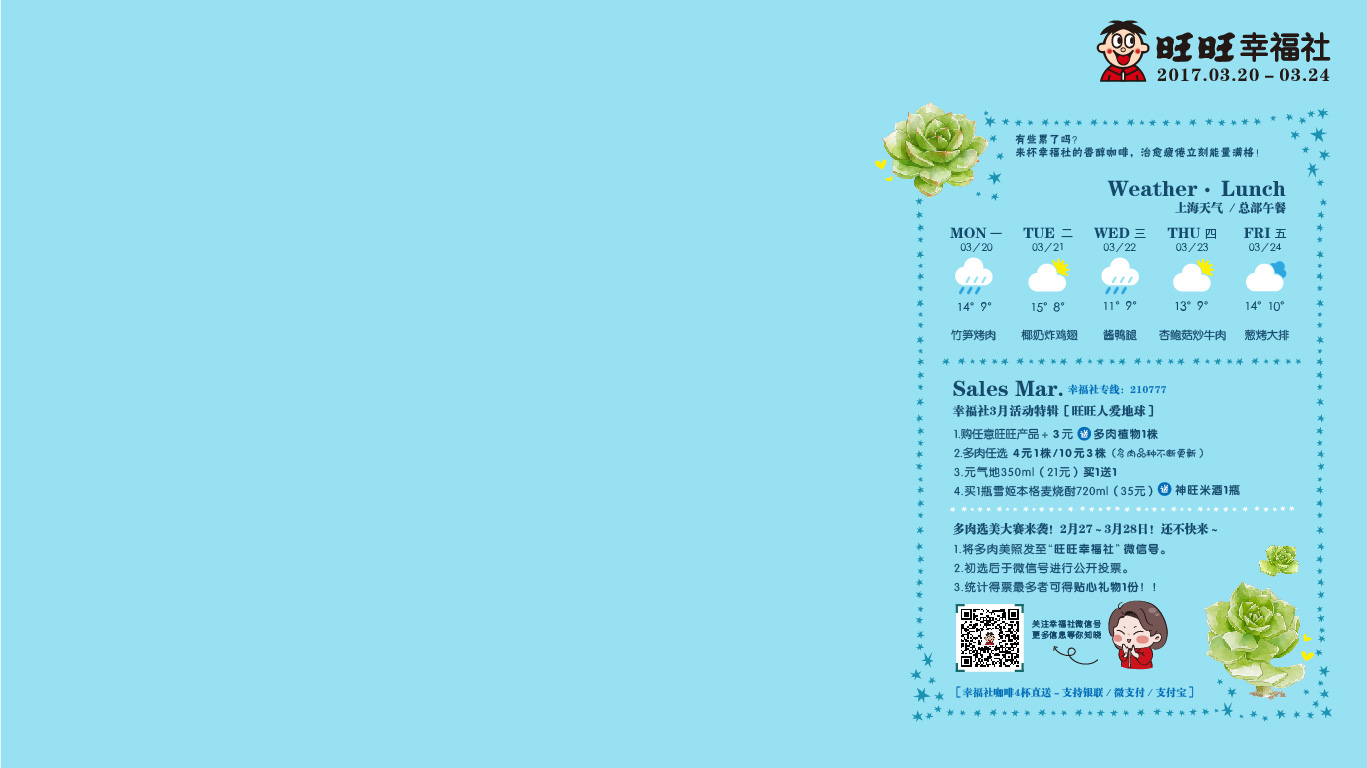 旺旺幸福社
2017.03.20-03.24
有些累了吗？
来杯幸福社的香醇咖啡，治愈疲倦立刻能量满格！
Weather · Lunch
上海天气 / 总部午餐
MON 一 TUE 二 WED 三 THU 四 FRI 五
03/20 03/21 03/22 03/23 03/24
14° 9° 15° 8° 11° 9° 13° 9° 14° 10°
竹笋烤肉 椰奶炸鸡翅 酱鸭腿 杏鲍菇炒牛肉 葱烤大排
Sales Mar. 幸福社专线：210777
幸福社3月活动特辑［旺旺人爱地球］
1.购任意旺旺产品 + 3元 送 多肉植物1株
2.多肉任选 4元1株/10元3株（多肉品种不断更新）
3.元气地350ml（21元）买1送1
4.买1瓶雪姬本格麦烧酎720ml（35元）送 神旺米酒1瓶
多肉选美大赛来袭！2月27~3月28日！还不快来~
1.将多肉美照发至“旺旺幸福社”微信号。
2.初选后于微信号进行公开投票。
3.统计得票最多者可得贴心礼物1份！！
关注幸福社微信号
更多信息等你知晓
［幸福社咖啡4杯直送-支持银联/微支付/支付宝］